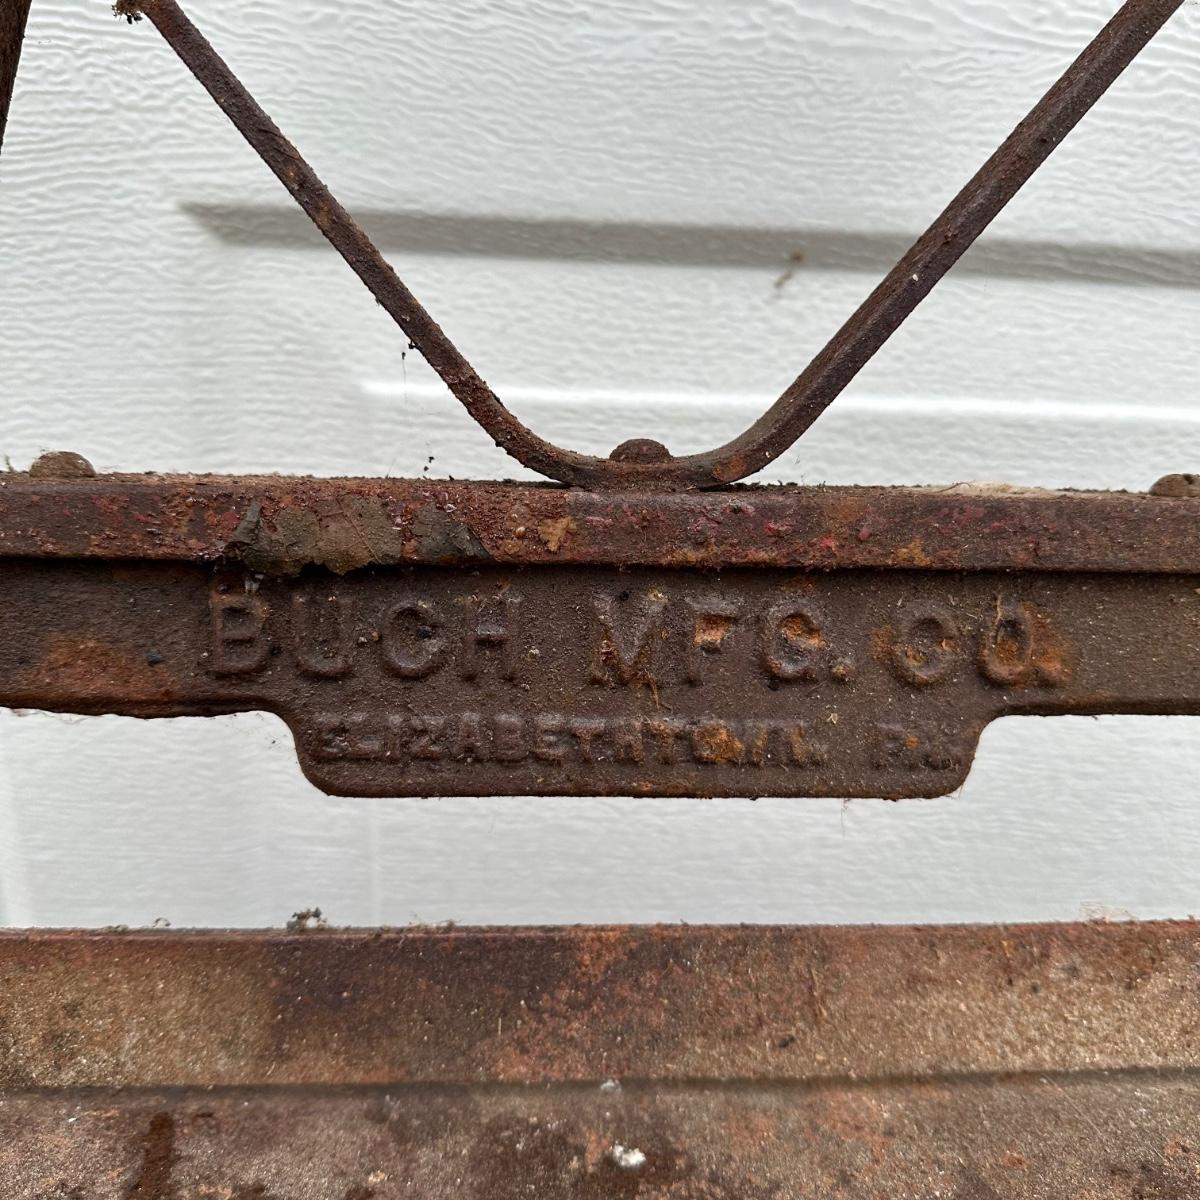 BUCH MFG. CO.
ELIZABETHTOWN. PA.